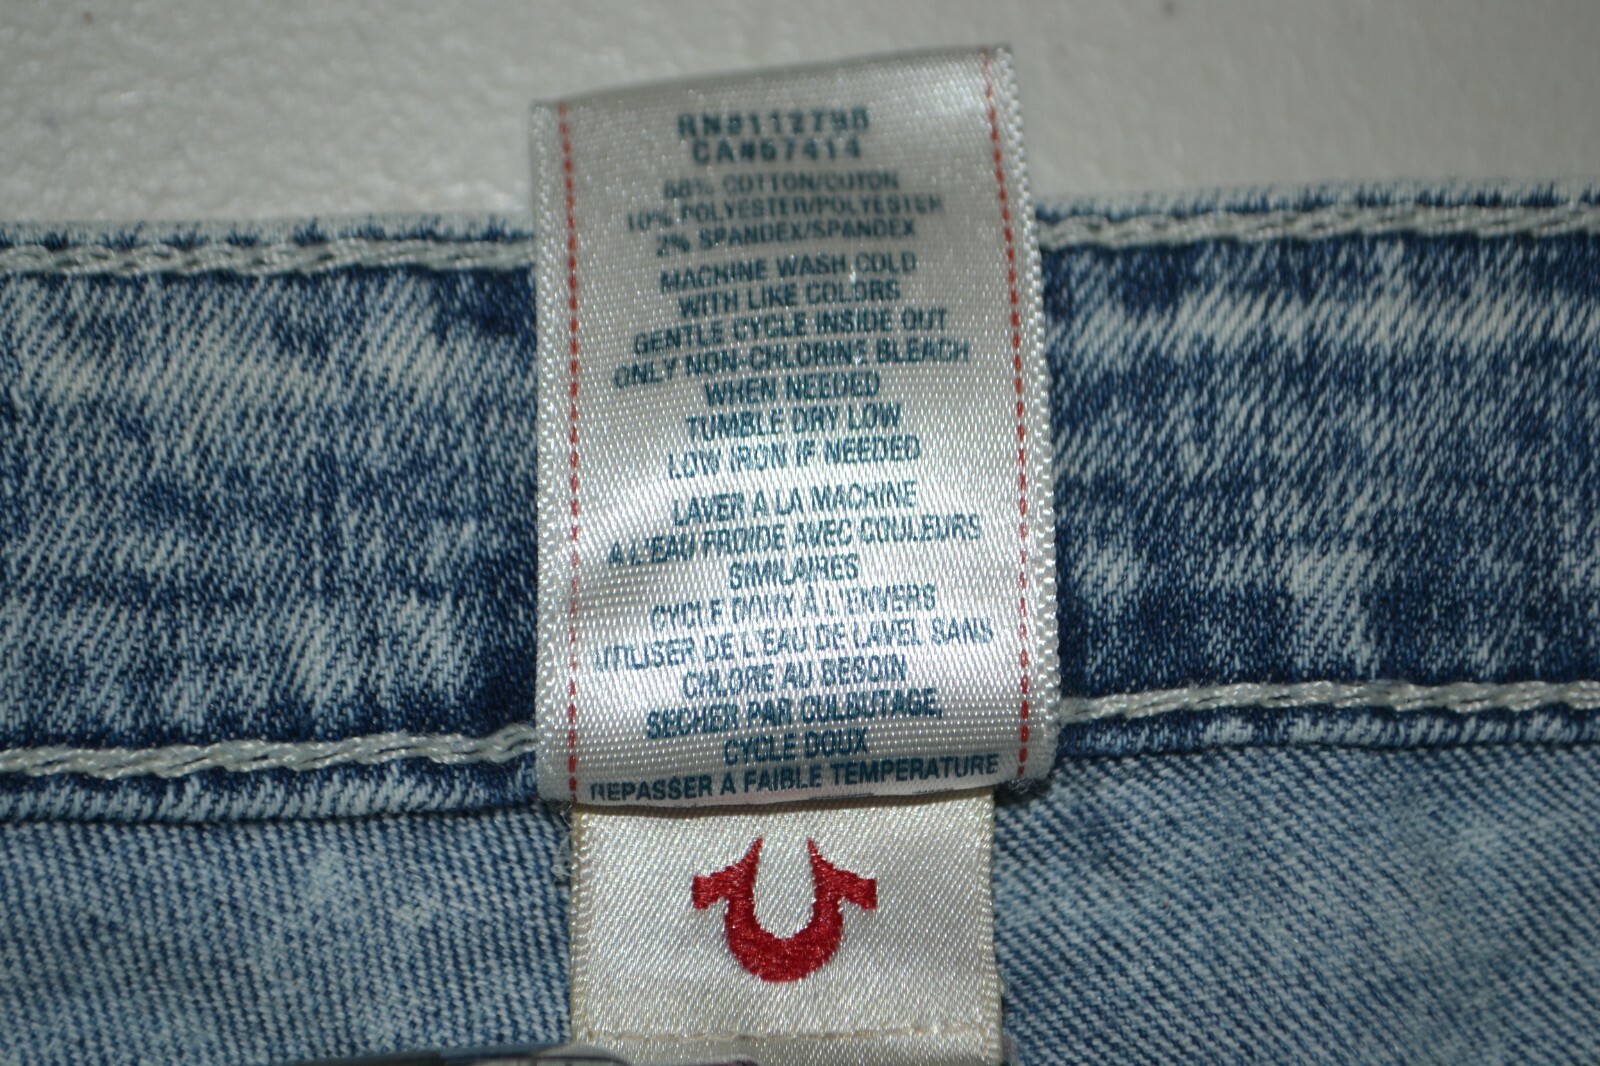 RN#112790
CA#67414
88% COTTON/COTON
10% POLYESTER/POLYESTER
2% SPANDEX/SPANDEX
MACHINE WASH COLD
WITH LIKE COLORS
GENTLE CYCLE INSIDE OUT
ONLY NON-CHLORINE BLEACH
WHEN NEEDED
TUMBLE DRY LOW
LOW IRON IF NEEDED
LAVER A LA MACHINE
A L'EAU FROIDE AVEC COULEURS
SIMILAIRES
CYCLE DOUX À L'ENVERS
UTILISER DE L'EAU DE LAVEL SANS
CHLORE AU BESOIN
SECHER PAR CULBUTAGE,
CYCLE DOUX
REPASSER A FAIBLE TEMPERATURE